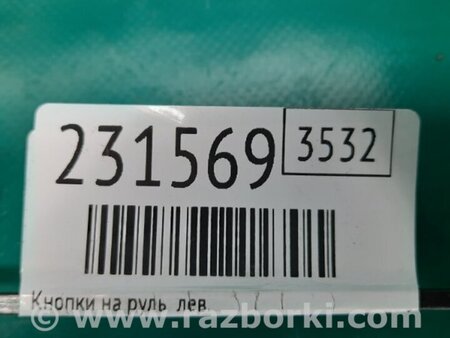 231569 3532
Кнопки на руль лев.
www.razborki.com